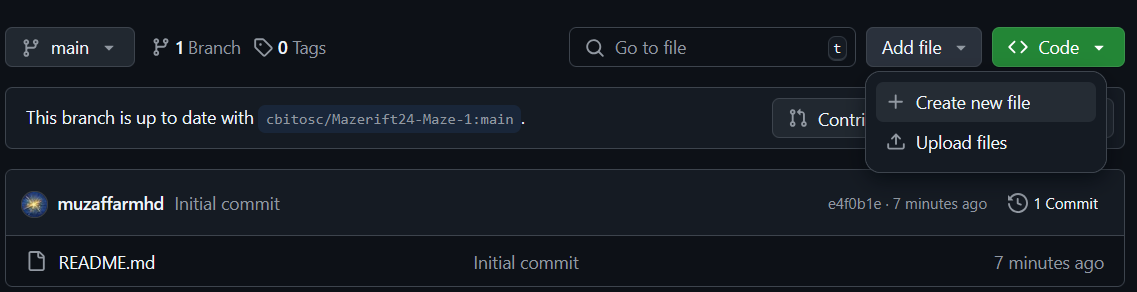 main 1 Branch 0 Tags Go to file t Add file Code
This branch is up to date with cbitosc/Mazerift24-Maze-1:main. Contri
Create new file
Upload files
muzaffarmhd Initial commit e4f0b1e · 7 minutes ago 1 Commit
README.md Initial commit 7 minutes ago